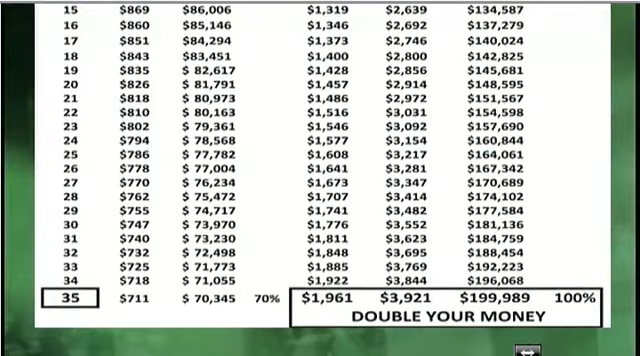 15 $869 $86,006 $1,319 $2,639 $134,587
16 $860 $85,146 $1,346 $2,692 $137,279
17 $851 $84,294 $1,373 $2,746 $140,024
18 $843 $83,451 $1,400 $2,800 $142,825
19 $835 $ 82,617 $1,428 $2,856 $145,681
20 $826 $ 81,791 $1,457 $2,914 $148,595
21 $818 $ 80,973 $1,486 $2,972 $151,567
22 $810 $ 80,163 $1,516 $3,031 $154,598
23 $802 $ 79,361 $1,546 $3,092 $157,690
24 $794 $ 78,568 $1,577 $3,154 $160,844
25 $786 $ 77,782 $1,608 $3,217 $164,061
26 $778 $ 77,004 $1,641 $3,281 $167,342
27 $770 $ 76,234 $1,673 $3,347 $170,689
28 $762 $ 75,472 $1,707 $3,414 $174,102
29 $755 $ 74,717 $1,741 $3,482 $177,584
30 $747 $ 73,970 $1,776 $3,552 $181,136
31 $740 $ 73,230 $1,811 $3,623 $184,759
32 $732 $ 72,498 $1,848 $3,695 $188,454
33 $725 $ 71,773 $1,885 $3,769 $192,223
34 $718 $ 71,055 $1,922 $3,844 $196,068
35 $711 $ 70,345 70% $1,961 $3,921 $199,989 100%
DOUBLE YOUR MONEY